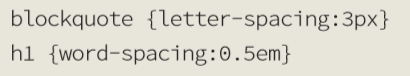 blockquote {letter-spacing:3px}
h1 {word-spacing:0.5em}